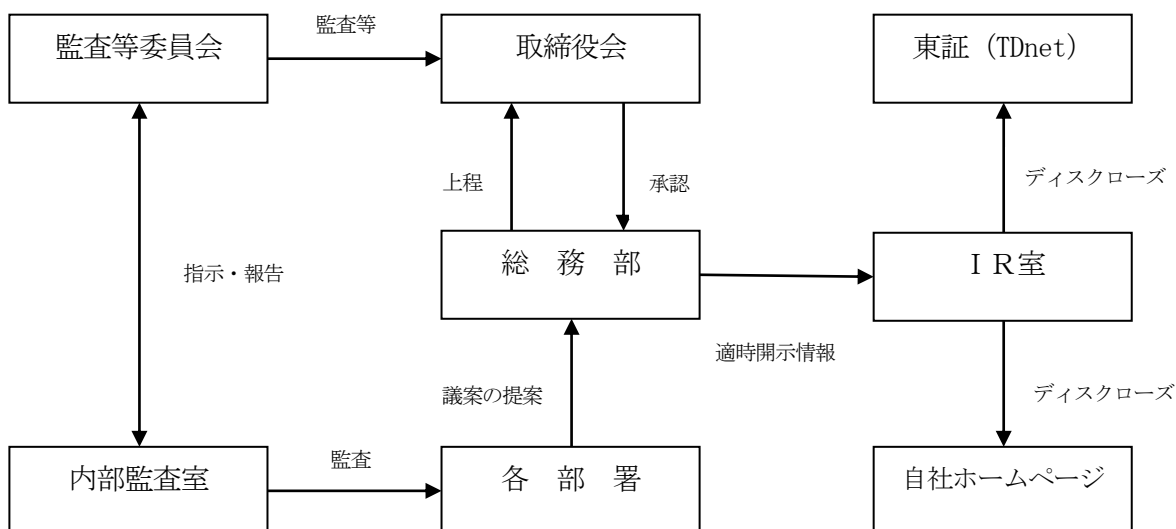 監査等委員会
監査等
取締役会
東証（TDnet）
上程
承認
ディスクローズ
総　務　部
ＩＲ室
指示・報告
適時開示情報
議案の提案
ディスクローズ
内部監査室
監査
各　部　署
自社ホームページ